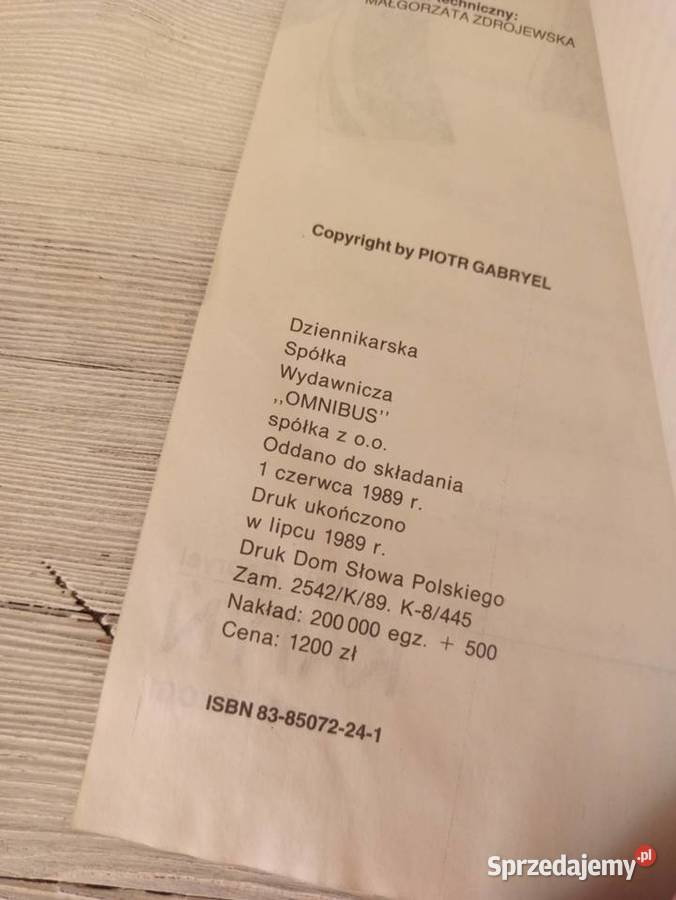 techniczny:
MAŁGORZATA ZDROJEWSKA
Copyright by PIOTR GABRYEL
Dziennikarska
Spółka
Wydawnicza
,,OMNIBUS''
spółka z o.o.
Oddano do składania
1 czerwca 1989 r.
Druk ukończono
w lipcu 1989 r.
Druk Dom Słowa Polskiego
Zam. 2542/K/89. K-8/445
Nakład: 200 000 egz. + 500
Cena: 1200 zł
ISBN 83-85072-24-1
Sprzedajemy.pl